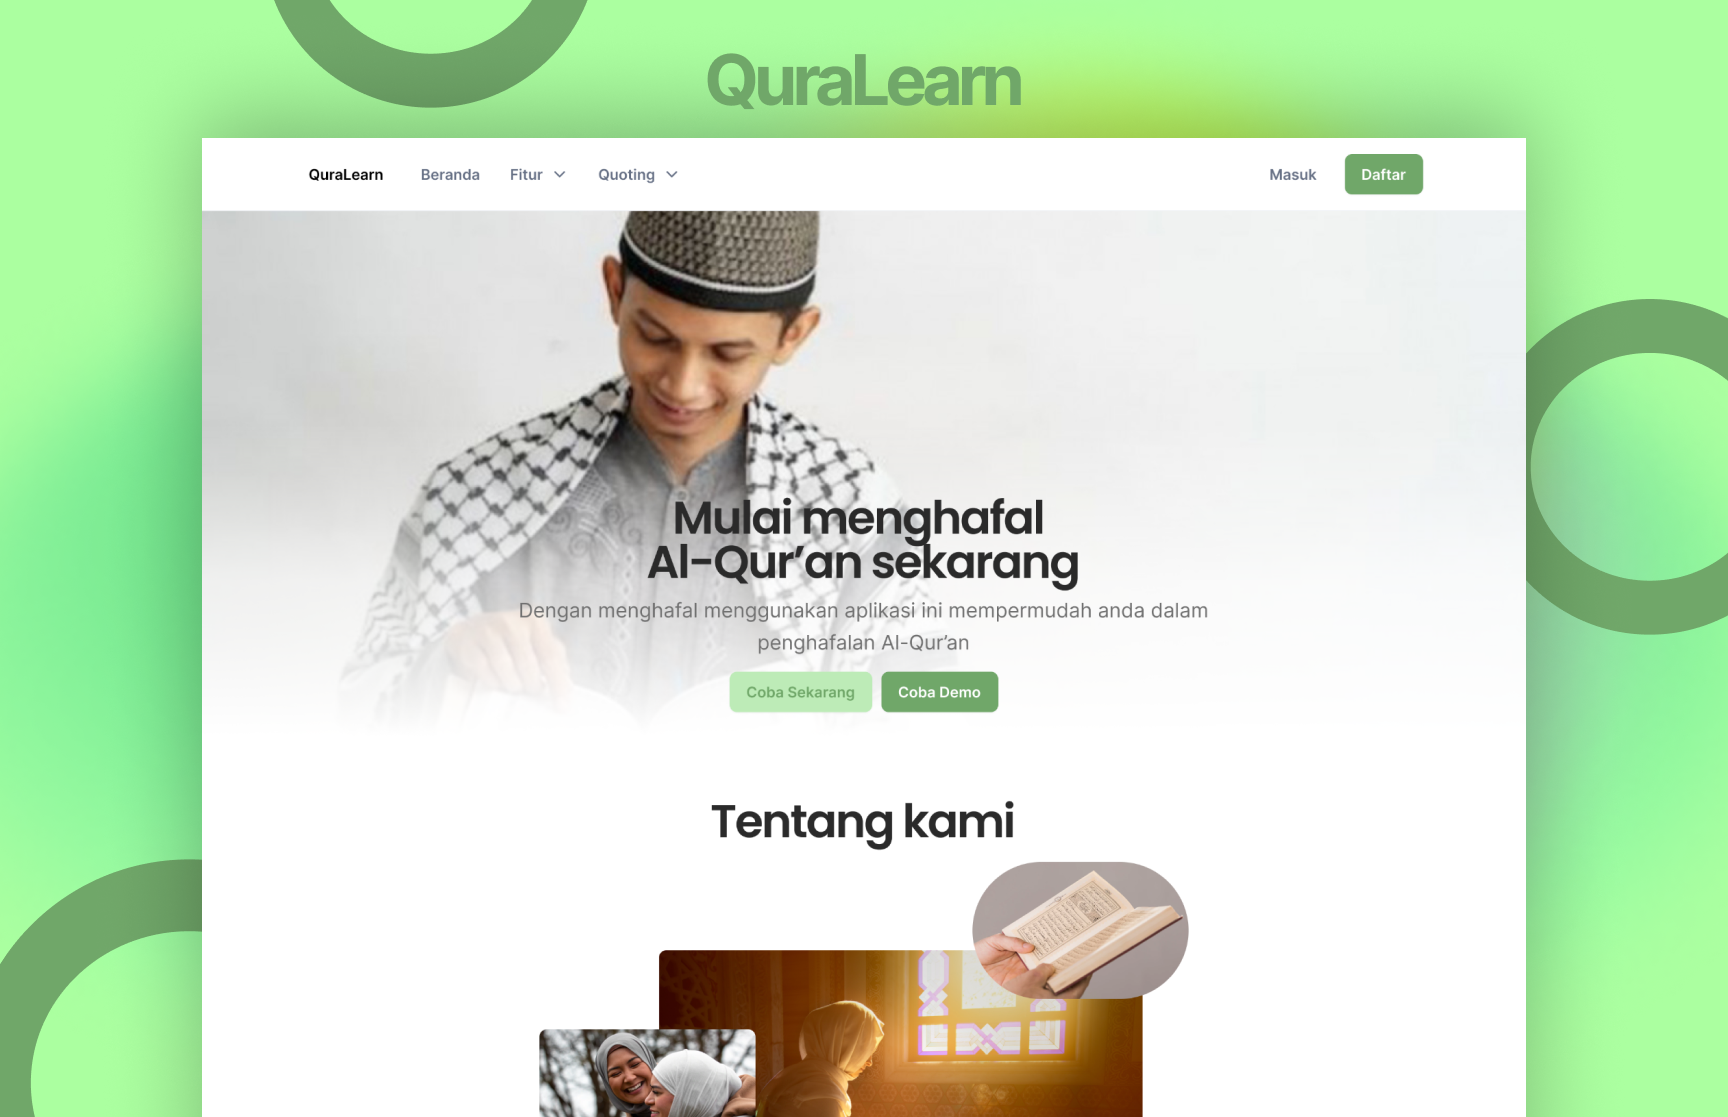 QuraLearn
QuraLearn Beranda Fitur Quoting Masuk Daftar
Mulai menghafal
Al-Qur’an sekarang
Dengan menghafal menggunakan aplikasi ini mempermudah anda dalam
penghafalan Al-Qur’an
Coba Sekarang Coba Demo
Tentang kami